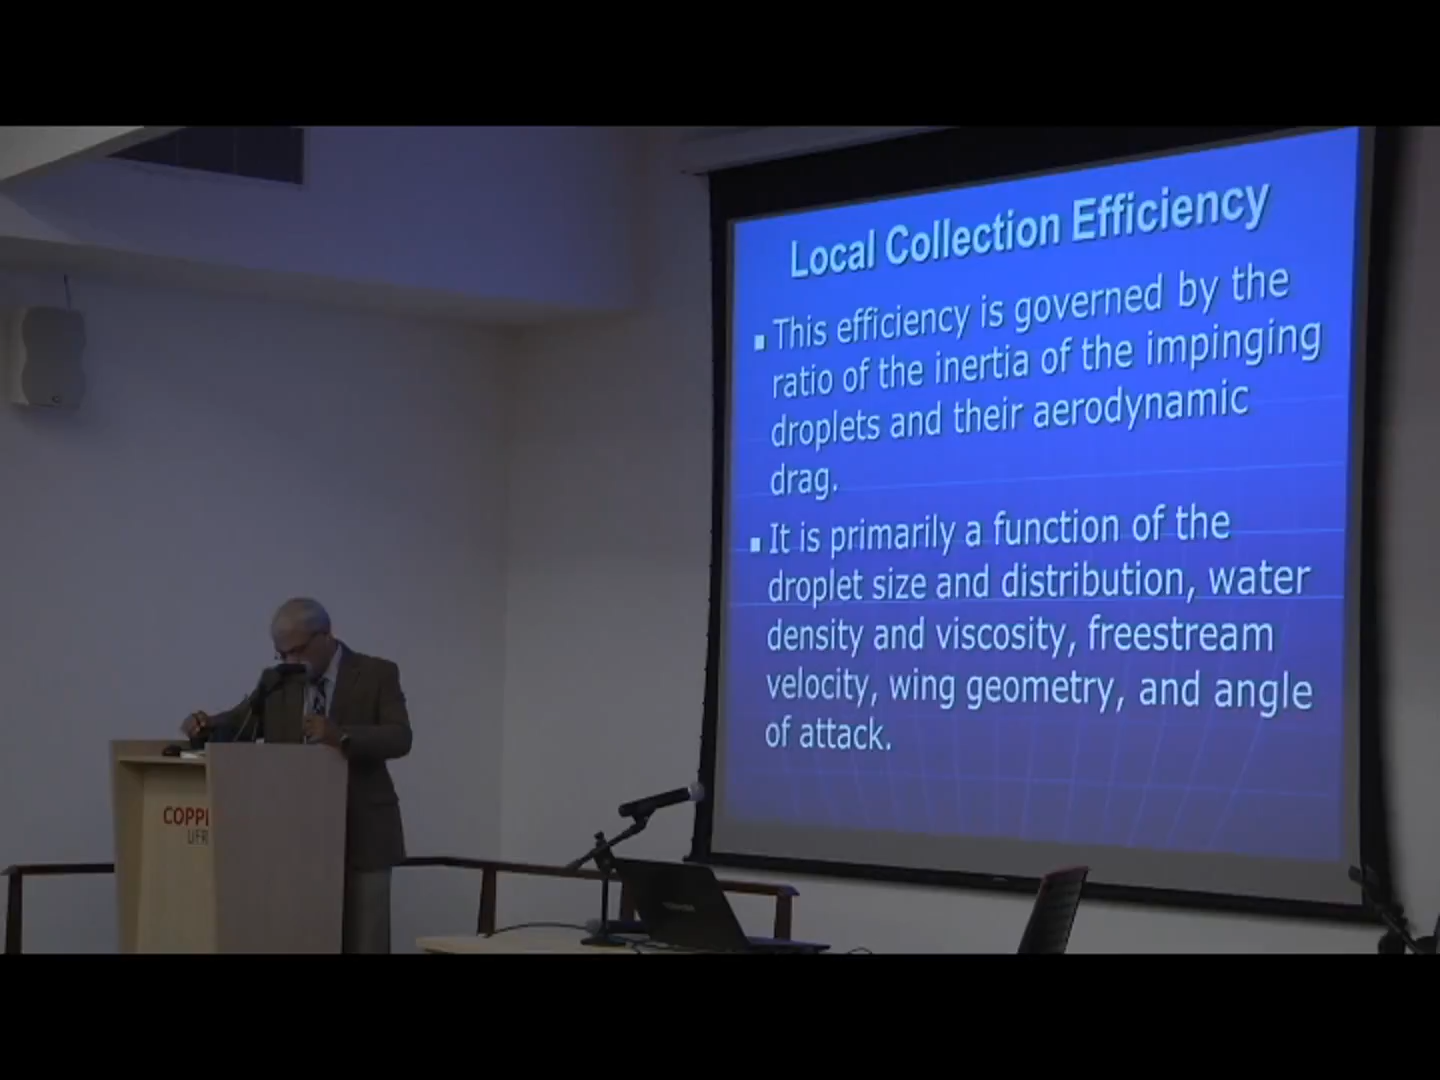 Local Collection Efficiency
▪ This efficiency is governed by the
ratio of the inertia of the impinging
droplets and their aerodynamic
drag.
▪ It is primarily a function of the
droplet size and distribution, water
density and viscosity, freestream
velocity, wing geometry, and angle
of attack.
COPP
UFR